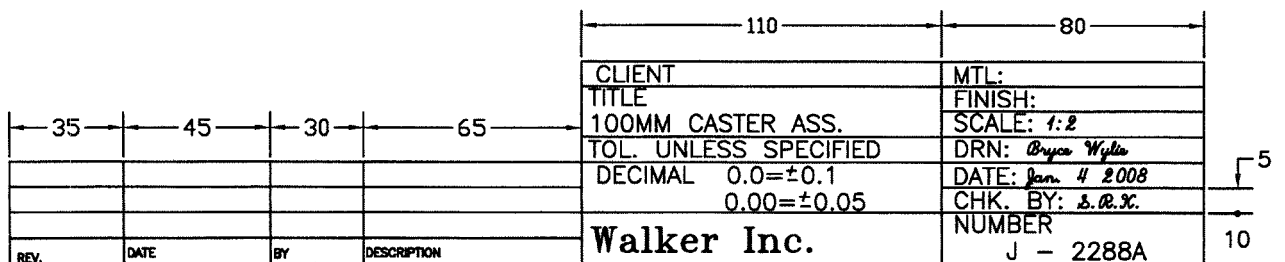 110 80
CLIENT MTL:
TITLE FINISH:
35 45 30 65 100MM CASTER ASS. SCALE: 1:2
TOL. UNLESS SPECIFIED DRN: Bryce Wylie
DECIMAL 0.0=±0.1 DATE: Jan. 4 2008 5
0.00=±0.05 CHK. BY: S.R.K.
NUMBER
Walker Inc. 10
REV. DATE BY DESCRIPTION J - 2288A